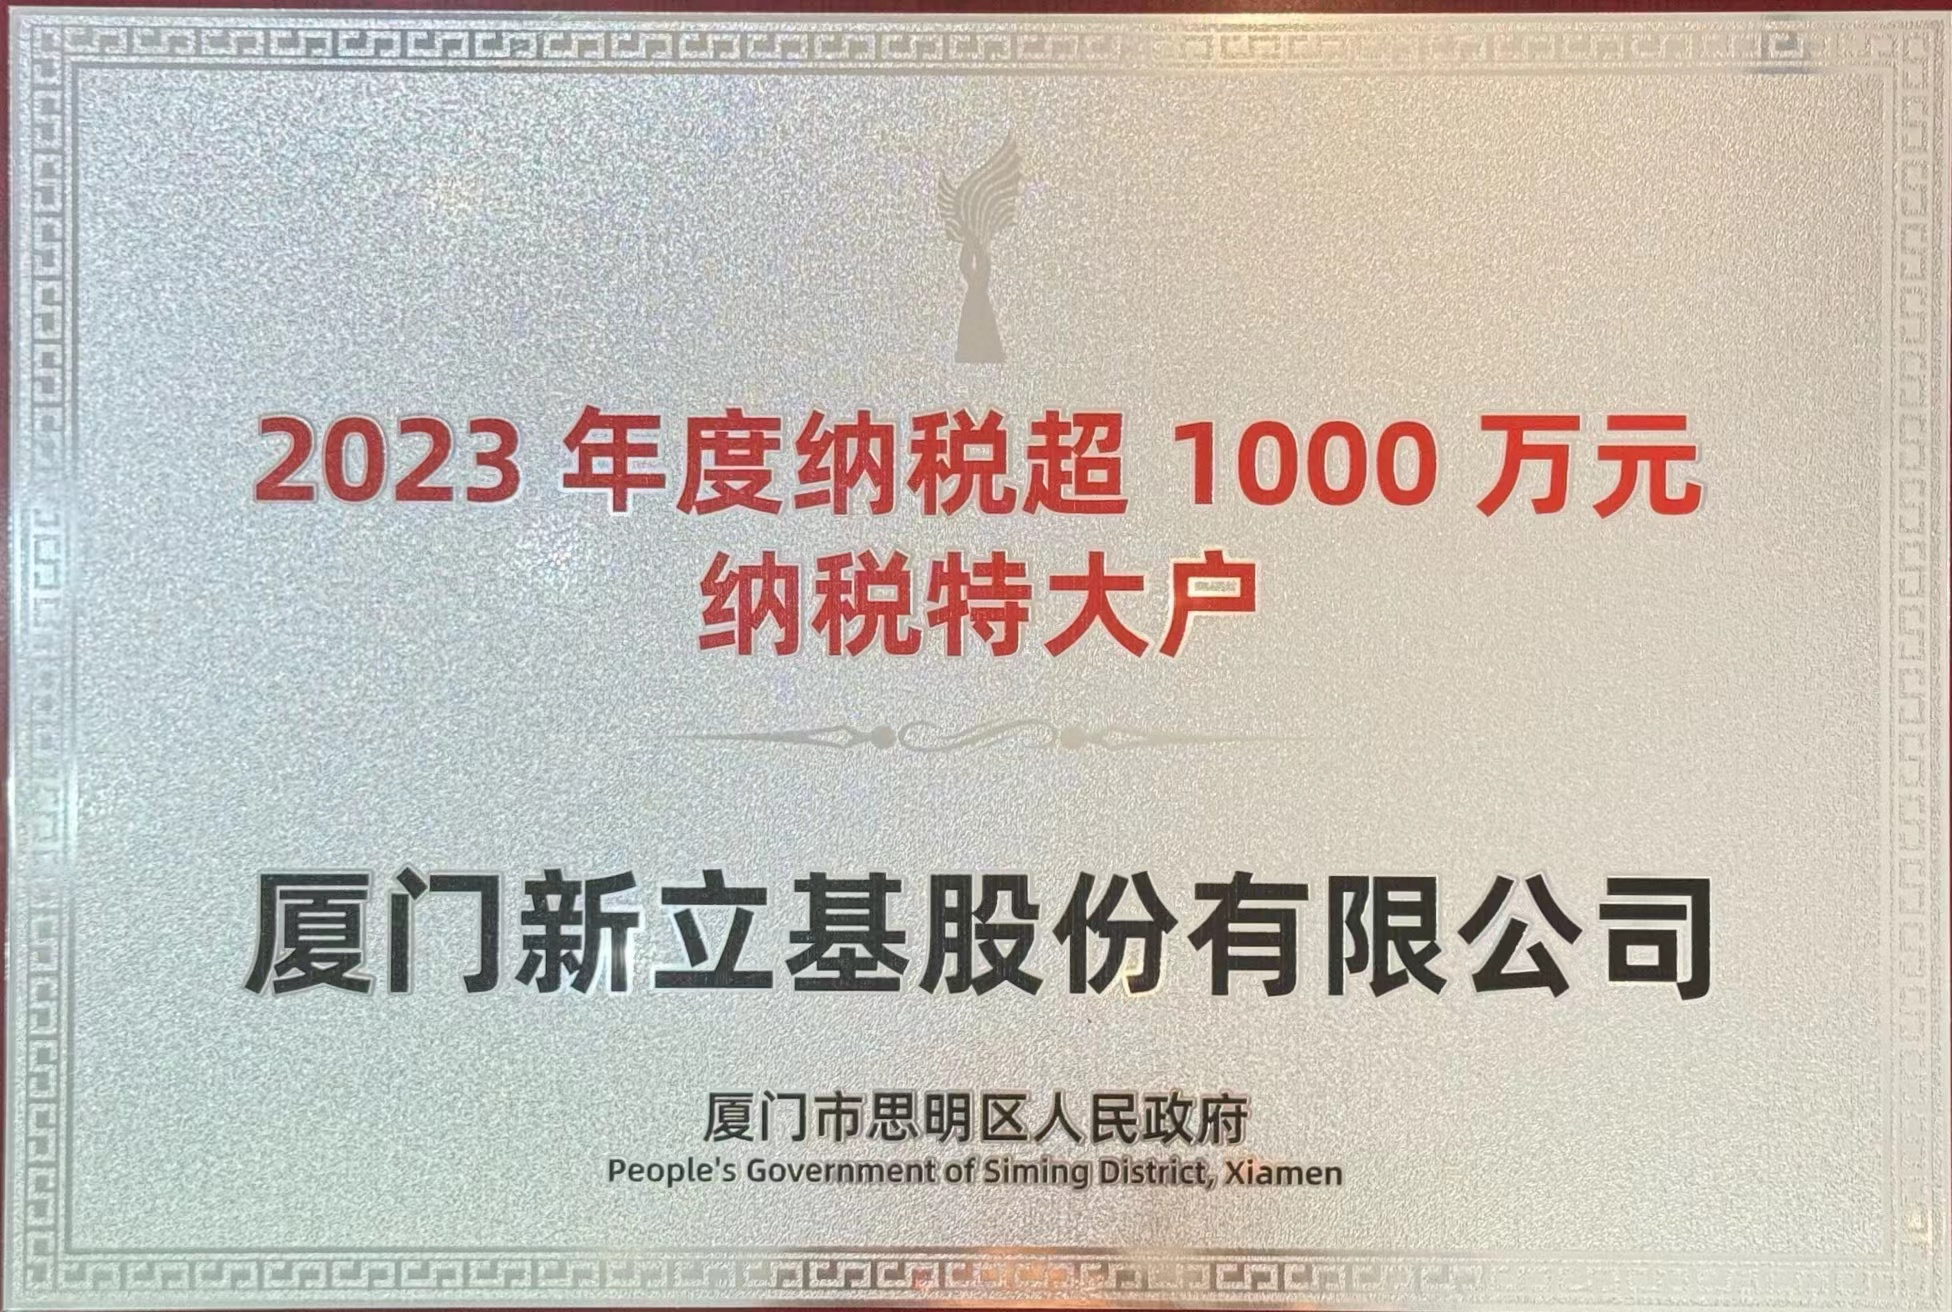 2023 年度纳税超 1000 万元
纳税特大户
厦门新立基股份有限公司
厦门市思明区人民政府
People's Government of Siming District, Xiamen